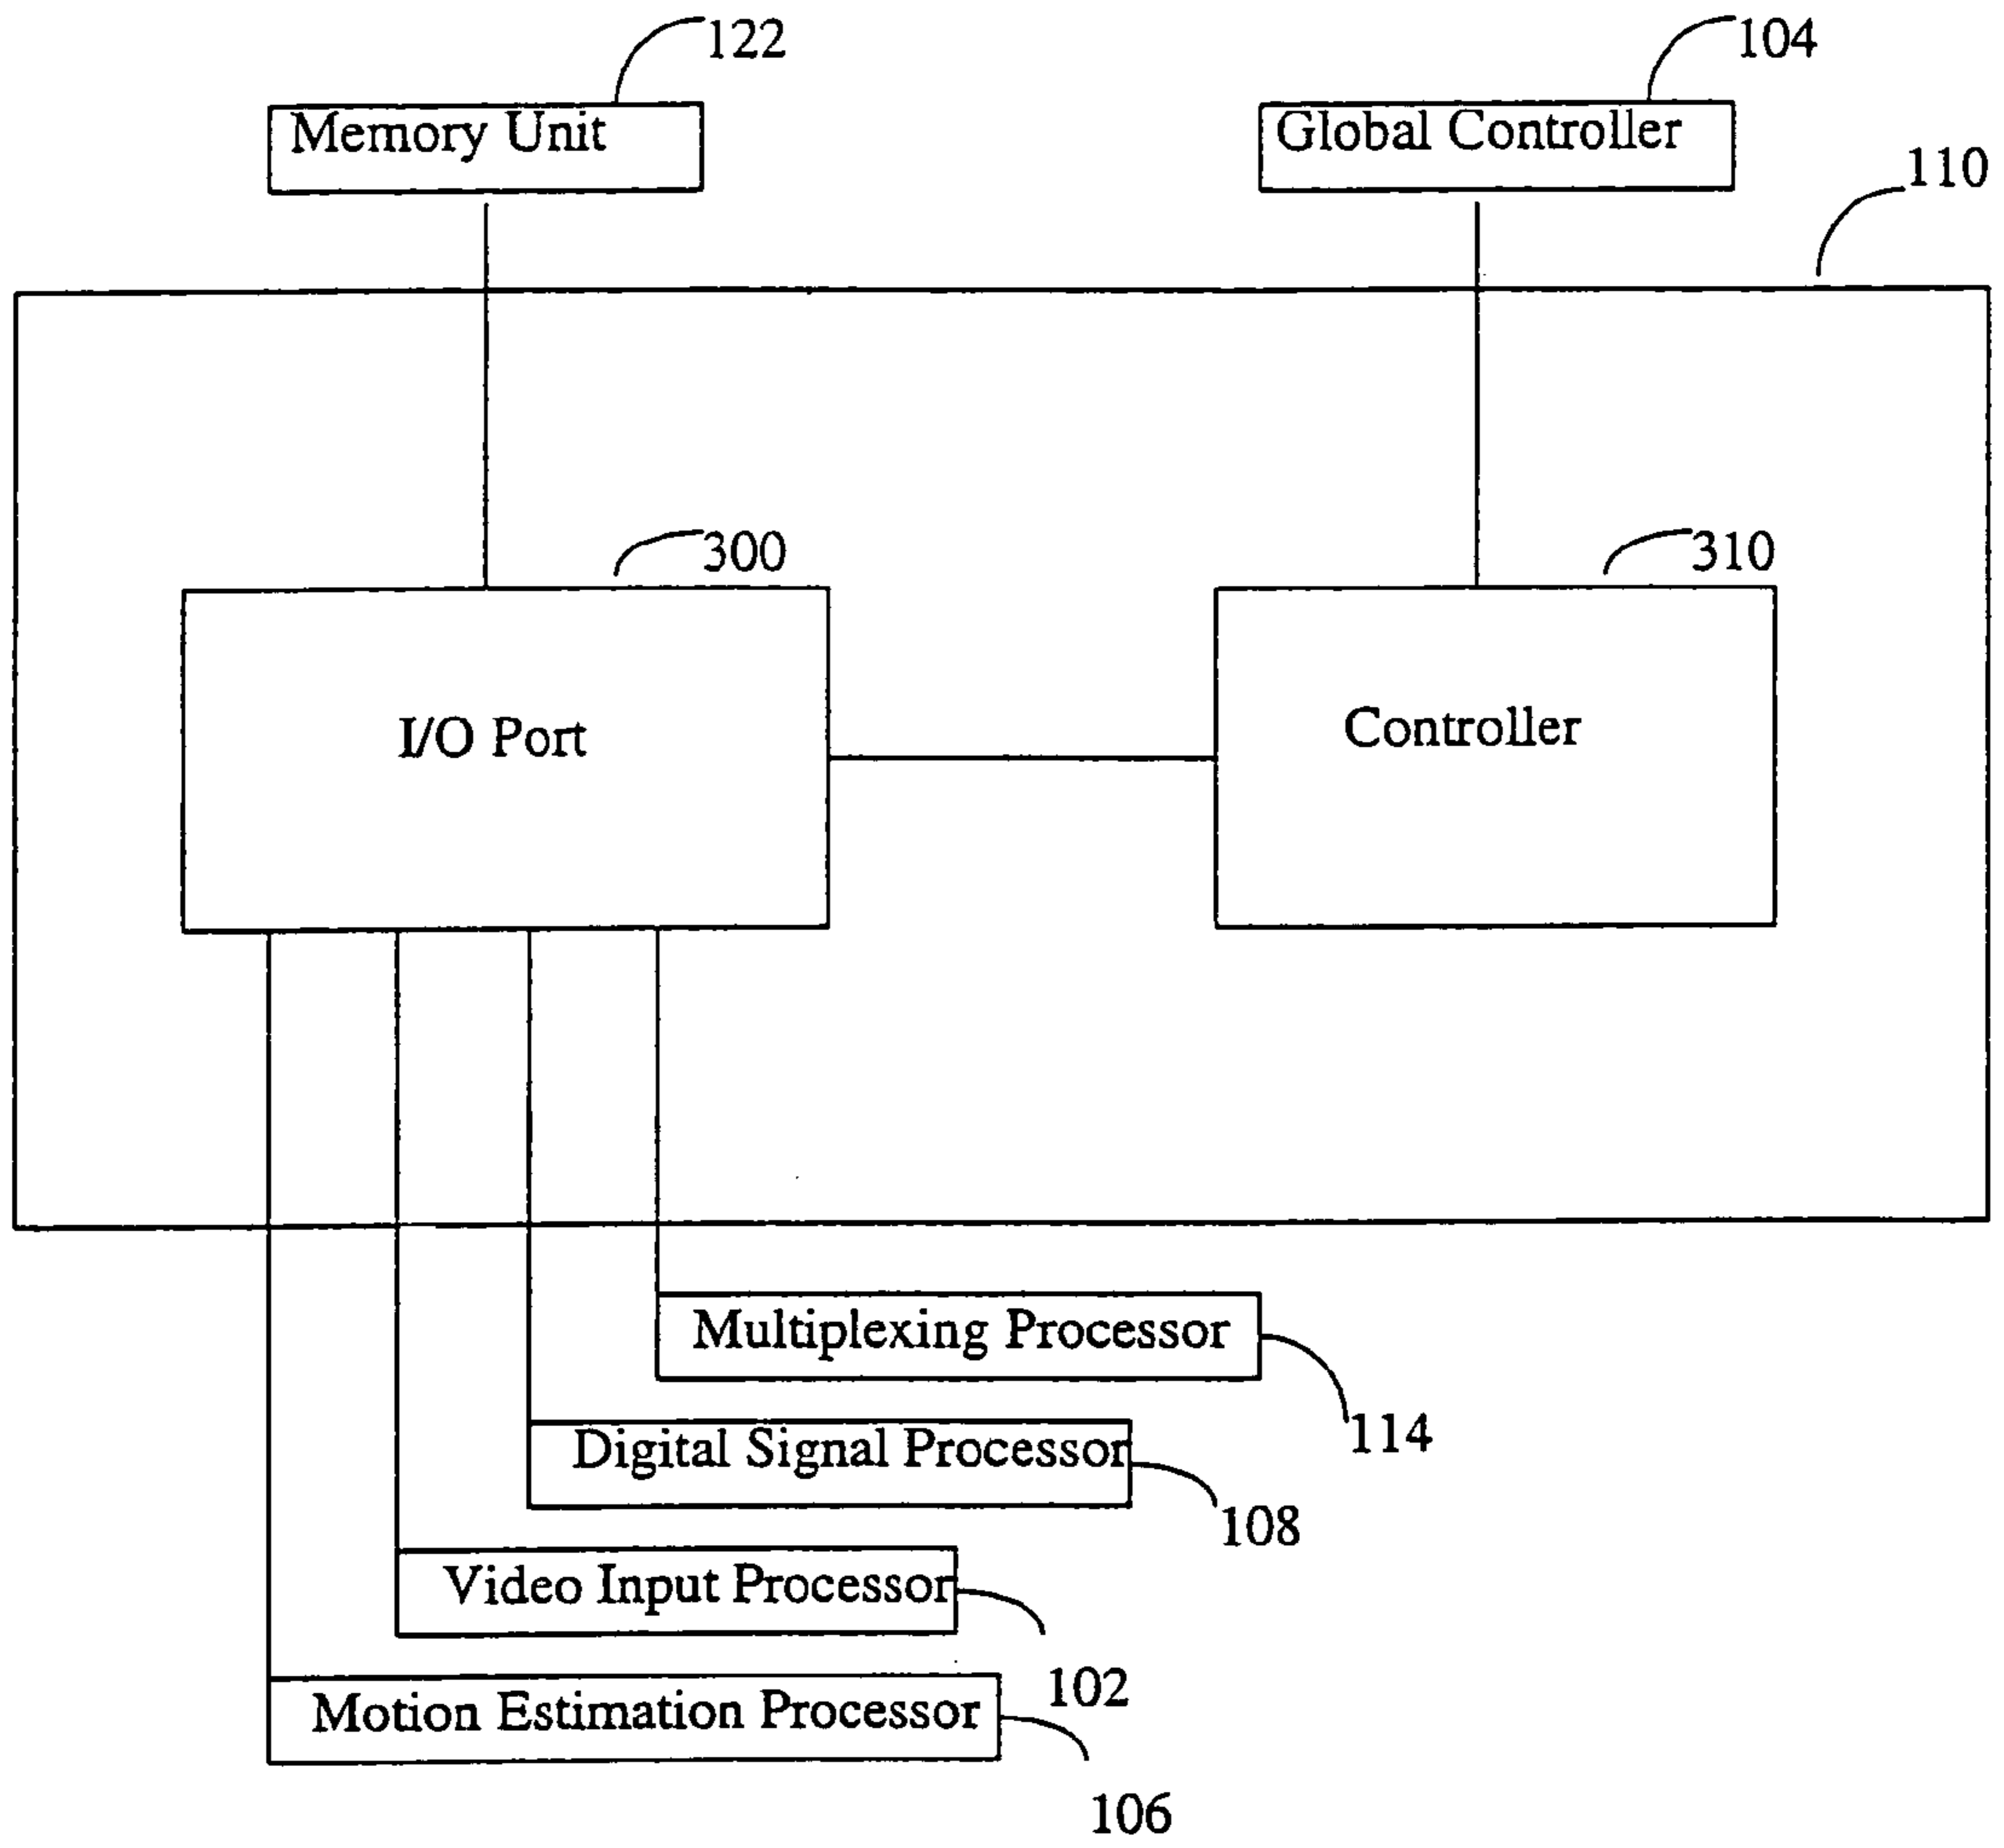 122
104
Memory Unit
Global Controller
110
300
310
I/O Port
Controller
Multiplexing Processor
114
Digital Signal Processor
108
Video Input Processor
102
Motion Estimation Processor
106